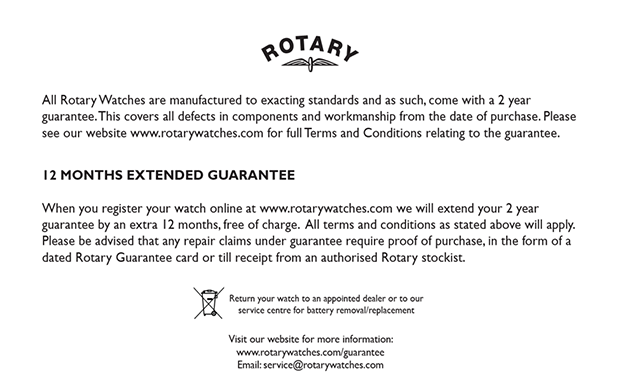 ROTARY
All Rotary Watches are manufactured to exacting standards and as such, come with a 2 year
guarantee. This covers all defects in components and workmanship from the date of purchase. Please
see our website www.rotarywatches.com for full Terms and Conditions relating to the guarantee.
12 MONTHS EXTENDED GUARANTEE
When you register your watch online at www.rotarywatches.com we will extend your 2 year
guarantee by an extra 12 months, free of charge. All terms and conditions as stated above will apply.
Please be advised that any repair claims under guarantee require proof of purchase, in the form of a
dated Rotary Guarantee card or till receipt from an authorised Rotary stockist.
Return your watch to an appointed dealer or to our
service centre for battery removal/replacement
Visit our website for more information:
www.rotarywatches.com/guarantee
Email: service@rotarywatches.com